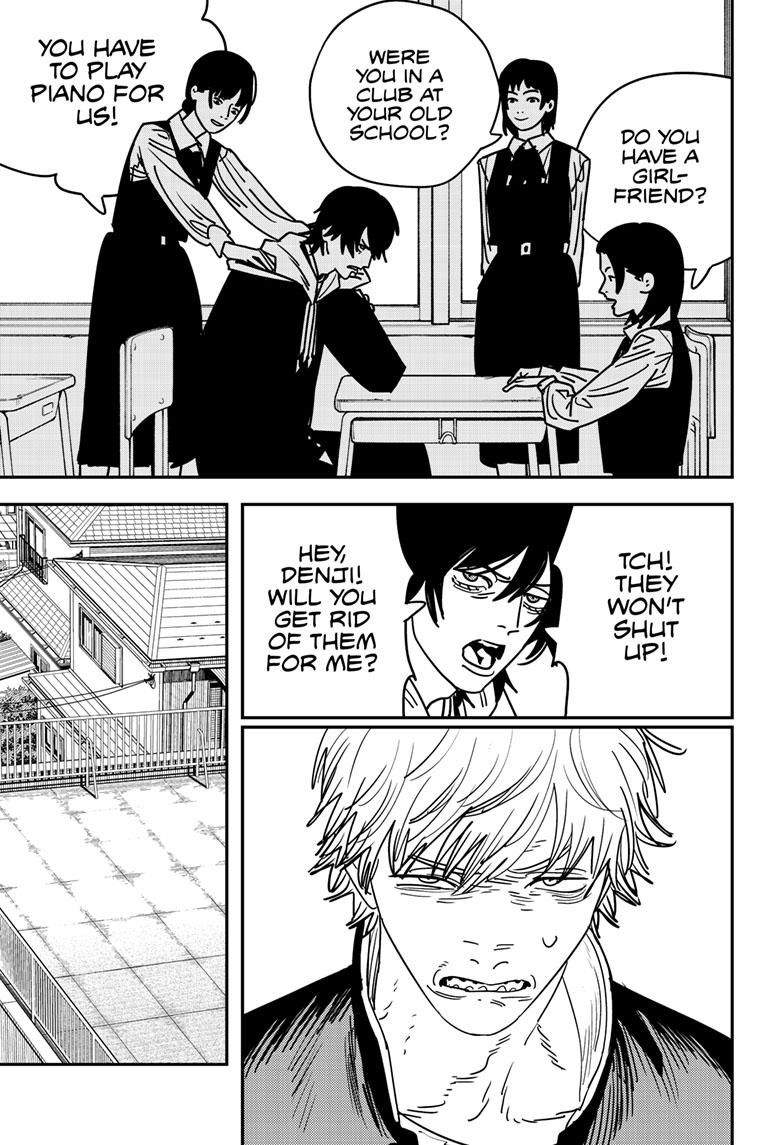 DO YOU
HAVE A
GIRL-
FRIEND?
WERE
YOU IN A
CLUB AT
YOUR OLD
SCHOOL?
YOU HAVE
TO PLAY
PIANO FOR
US!
TCH!
THEY
WON'T
SHUT
UP!
HEY,
DENJI!
WILL YOU
GET RID
OF THEM
FOR ME?